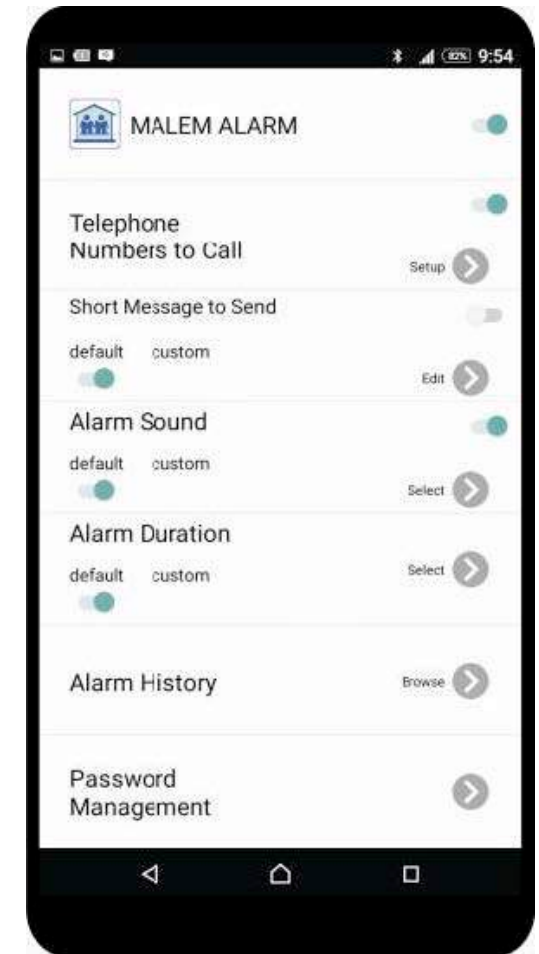 82% 9:54
MALEM ALARM
Telephone
Numbers to Call
Setup
Short Message to Send
default custom
Edit
Alarm Sound
default custom
Select
Alarm Duration
default custom
Select
Alarm History
Browse
Password
Management